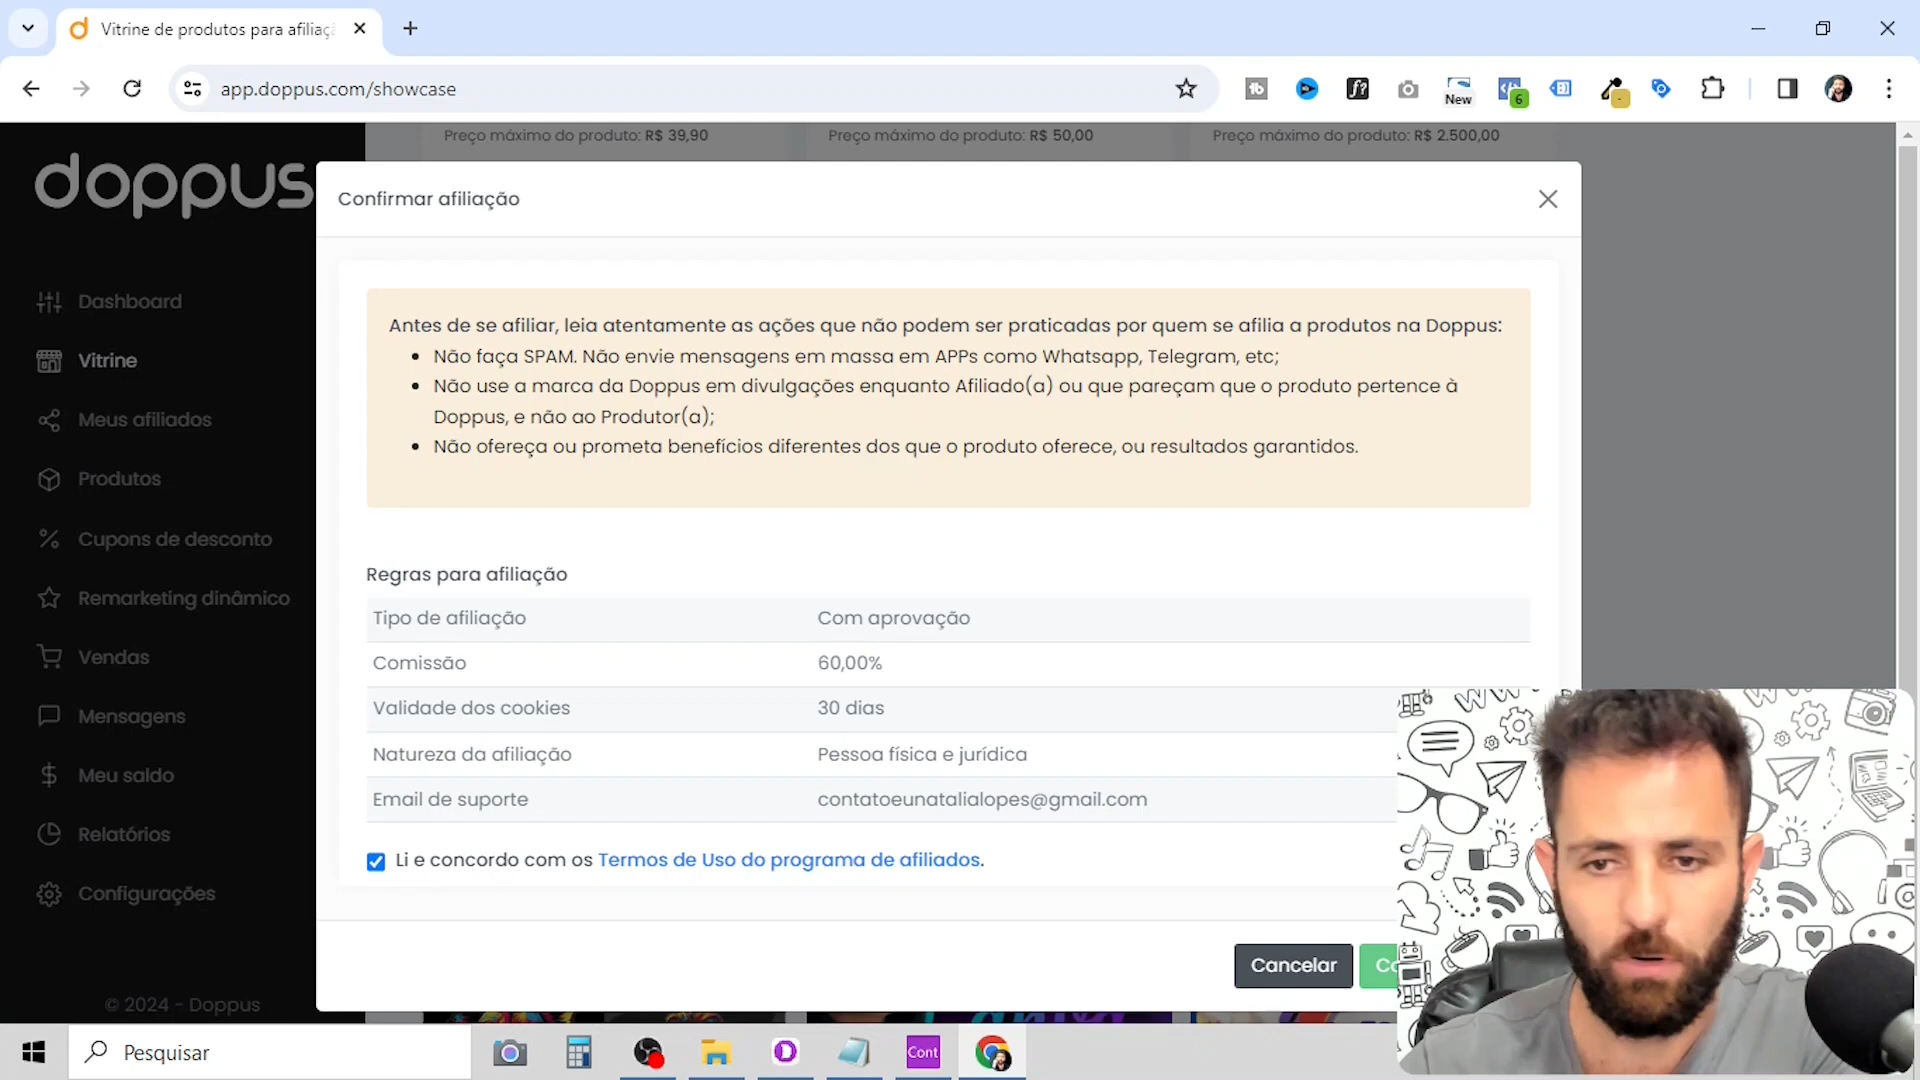 Vitrine de produtos para afiliaç
app.doppus.com/showcase
New
6
Preço máximo do produto: R$ 39,90
Preço máximo do produto: R$ 50,00
Preço máximo do produto: R$ 2.500,00
doppus
Confirmar afiliação
Dashboard
Vitrine
Meus afiliados
Produtos
Cupons de desconto
Remarketing dinâmico
Vendas
Mensagens
Meu saldo
Relatórios
Configurações
© 2024 - Doppus
Antes de se afiliar, leia atentamente as ações que não podem ser praticadas por quem se afilia a produtos na Doppus:
Não faça SPAM. Não envie mensagens em massa em APPs como Whatsapp, Telegram, etc;
Não use a marca da Doppus em divulgações enquanto Afiliado(a) ou que pareçam que o produto pertence à
Doppus, e não ao Produtor(a);
Não ofereça ou prometa benefícios diferentes dos que o produto oferece, ou resultados garantidos.
Regras para afiliação
Tipo de afiliação Com aprovação
Comissão 60,00%
Validade dos cookies 30 dias
Natureza da afiliação Pessoa física e jurídica
Email de suporte contatoeunatalialopes@gmail.com
Li e concordo com os Termos de Uso do programa de afiliados.
Cancelar
Co
Pesquisar
Cont